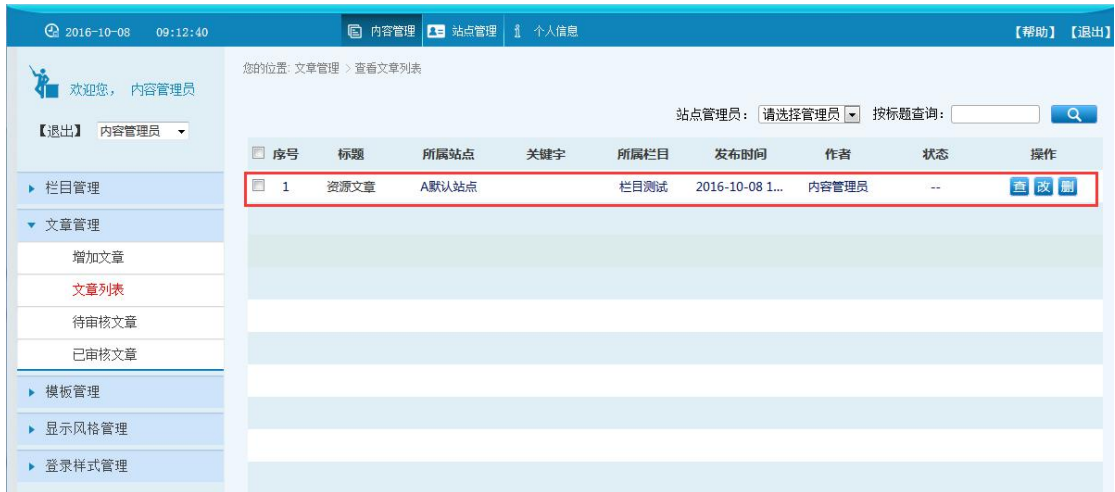 2016-10-08 09:12:40 内容管理 站点管理 个人信息 【帮助】 【退出】
欢迎您， 内容管理员
【退出】 内容管理员
您的位置: 文章管理 > 查看文章列表
站点管理员： 请选择管理员 按标题查询：
序号 标题 所属站点 关键字 所属栏目 发布时间 作者 状态 操作
1 资源文章 A默认站点 栏目测试 2016-10-08 1... 内容管理员 -- 查 改 删
栏目管理
文章管理
增加文章
文章列表
待审核文章
已审核文章
模板管理
显示风格管理
登录样式管理